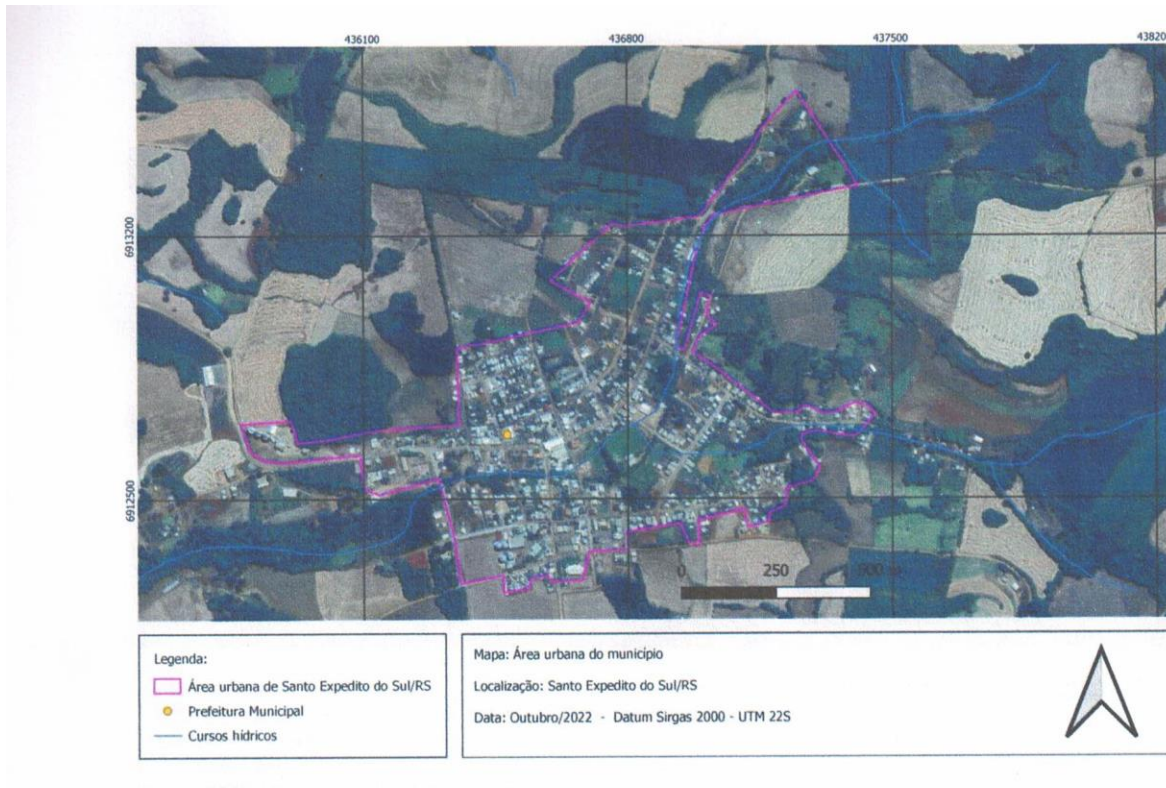 436100 436800 437500 438200
6913200
6912500
0 250 500 m
Legenda:
Área urbana de Santo Expedito do Sul/RS
Prefeitura Municipal
Cursos hídricos
Mapa: Área urbana do município
Localização: Santo Expedito do Sul/RS
Data: Outubro/2022 - Datum Sirgas 2000 - UTM 22S